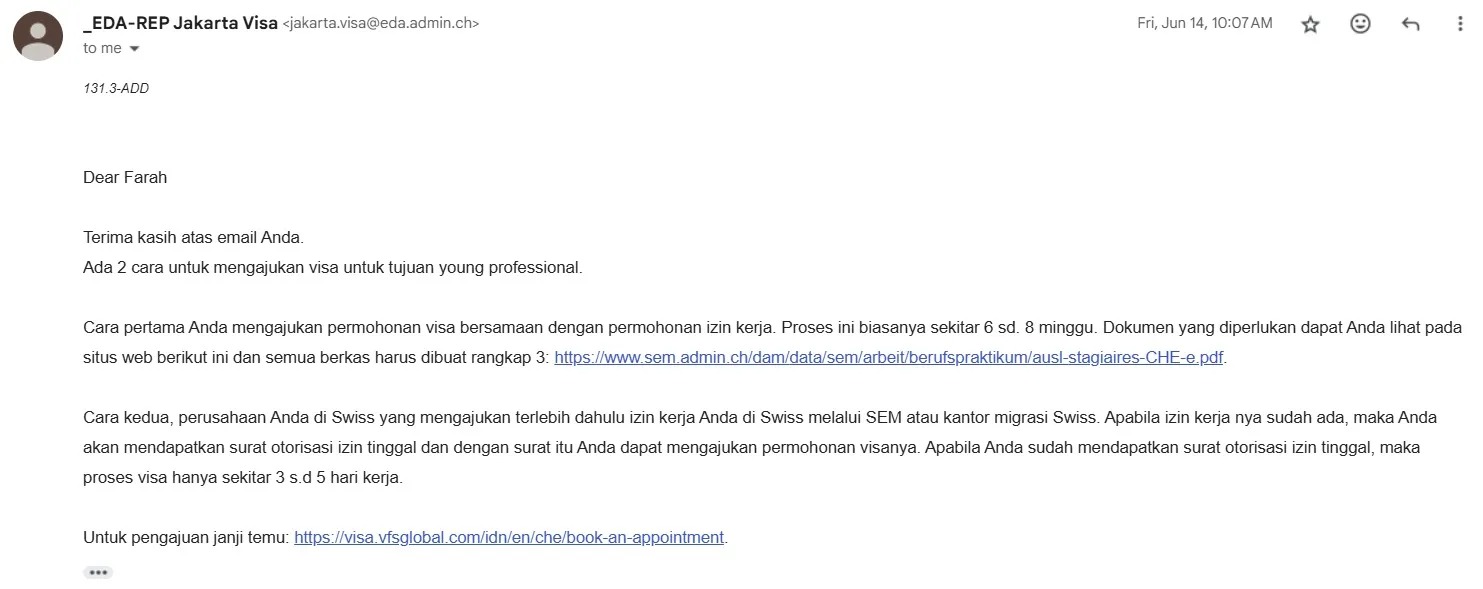 _EDA-REP Jakarta Visa <jakarta.visa@eda.admin.ch>
Fri, Jun 14, 10:07 AM
to me
131.3-ADD
Dear Farah
Terima kasih atas email Anda.
Ada 2 cara untuk mengajukan visa untuk tujuan young professional.
Cara pertama Anda mengajukan permohonan visa bersamaan dengan permohonan izin kerja. Proses ini biasanya sekitar 6 sd. 8 minggu. Dokumen yang diperlukan dapat Anda lihat pada
situs web berikut ini dan semua berkas harus dibuat rangkap 3: https://www.sem.admin.ch/dam/data/sem/arbeit/berufspraktikum/ausl-stagiaires-CHE-e.pdf.
Cara kedua, perusahaan Anda di Swiss yang mengajukan terlebih dahulu izin kerja Anda di Swiss melalui SEM atau kantor migrasi Swiss. Apabila izin kerja nya sudah ada, maka Anda
akan mendapatkan surat otorisasi izin tinggal dan dengan surat itu Anda dapat mengajukan permohonan visanya. Apabila Anda sudah mendapatkan surat otorisasi izin tinggal, maka
proses visa hanya sekitar 3 s.d 5 hari kerja.
Untuk pengajuan janji temu: https://visa.vfsglobal.com/idn/en/che/book-an-appointment.